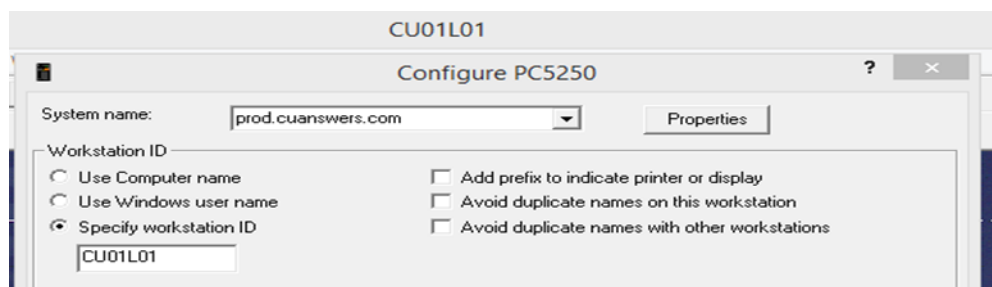 CU01L01
Configure PC5250 ? ×
System name: prod.cuanswers.com Properties
Workstation ID
Use Computer name Add prefix to indicate printer or display
Use Windows user name Avoid duplicate names on this workstation
Specify workstation ID Avoid duplicate names with other workstations
CU01L01